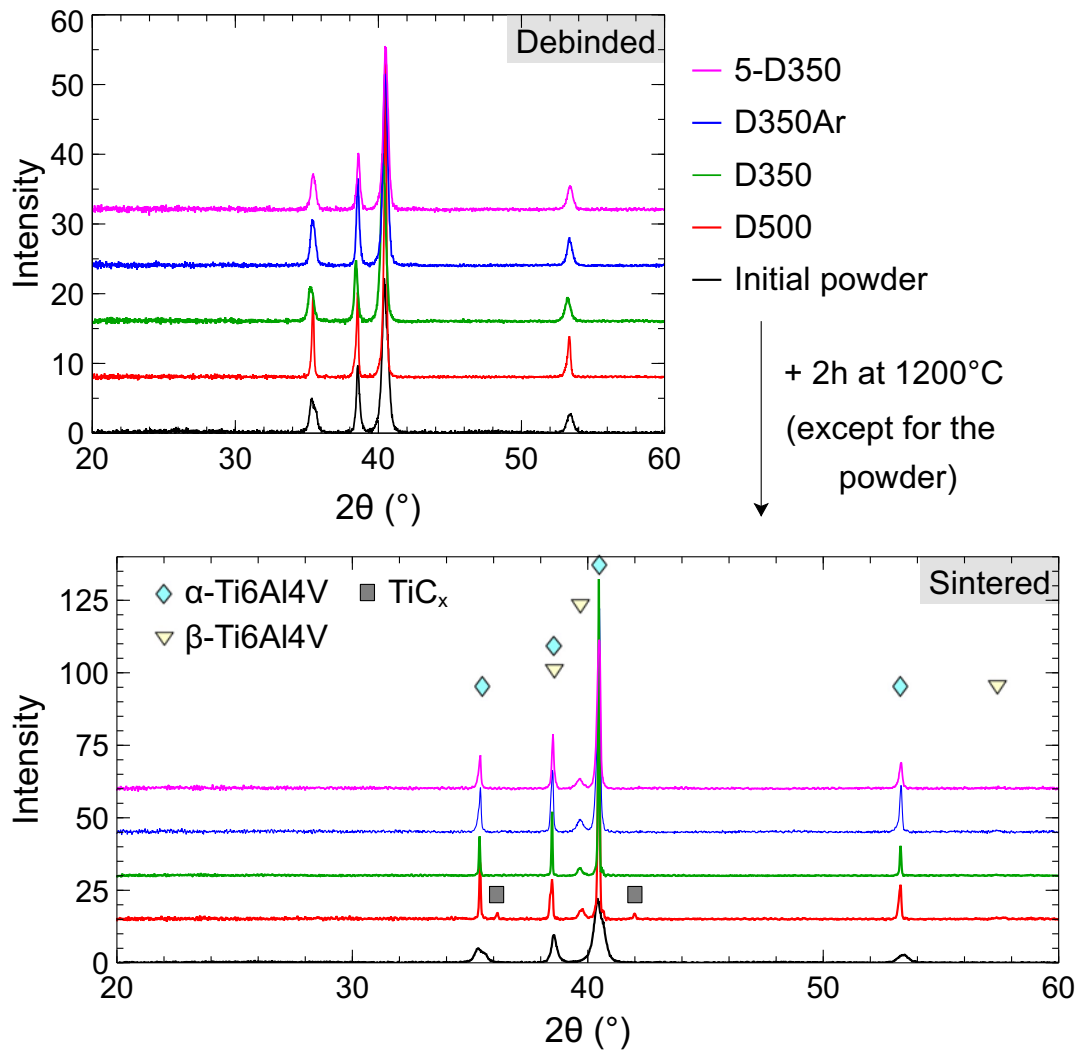 Debinded
60
50
40
30
20
10
0
Intensity
20 30 40 50 60
2θ (°)
5-D350
D350Ar
D350
D500
Initial powder
+ 2h at 1200°C
(except for the
powder)
Sintered
α-Ti6Al4V TiCₓ
β-Ti6Al4V
125
100
75
50
25
0
Intensity
20 30 40 50 60
2θ (°)